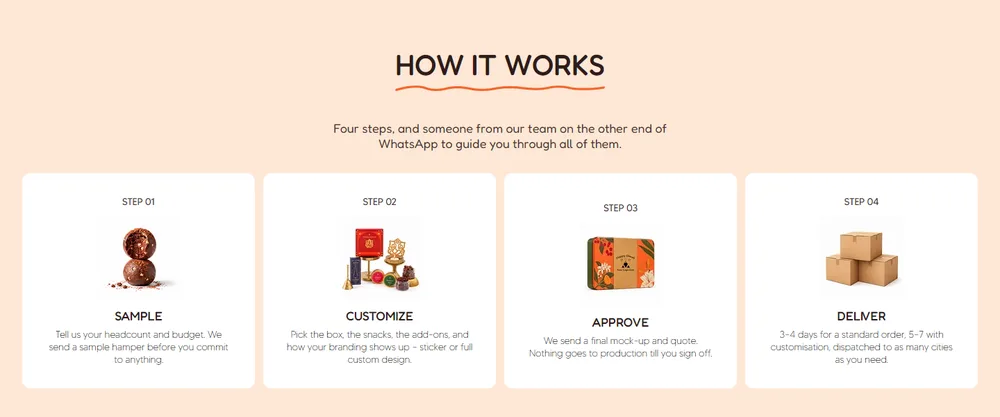 HOW IT WORKS
Four steps, and someone from our team on the other end of
WhatsApp to guide you through all of them.
STEP 01
SAMPLE
Tell us your headcount and budget. We
send a sample hamper before you commit
to anything.
STEP 02
CUSTOMIZE
Pick the box, the snacks, the add-ons, and
how your branding shows up - sticker or full
custom design.
STEP 03
APPROVE
We send a final mock-up and quote.
Nothing goes to production till you sign off.
STEP 04
DELIVER
3-4 days for a standard order, 5-7 with
customisation, dispatched to as many cities
as you need.